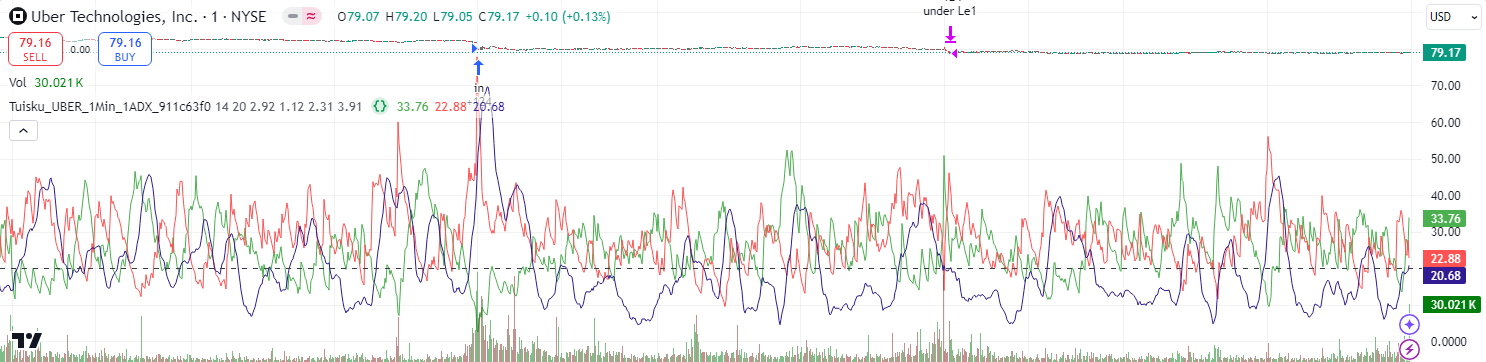 Uber Technologies, Inc. · 1 · NYSE O79.07 H79.20 L79.05 C79.17 +0.10 (+0.13%)
under Le1
USD
79.16
SELL
0.00
79.16
BUY
79.17
Vol 30.021 K
70.00
in
Tuisku_UBER_1Min_1ADX_911c63f0 14 20 2.92 1.12 2.31 3.91 {} 33.76 22.88 20.68
60.00
50.00
40.00
33.76
30.00
22.88
20.68
30.021 K
0.0000